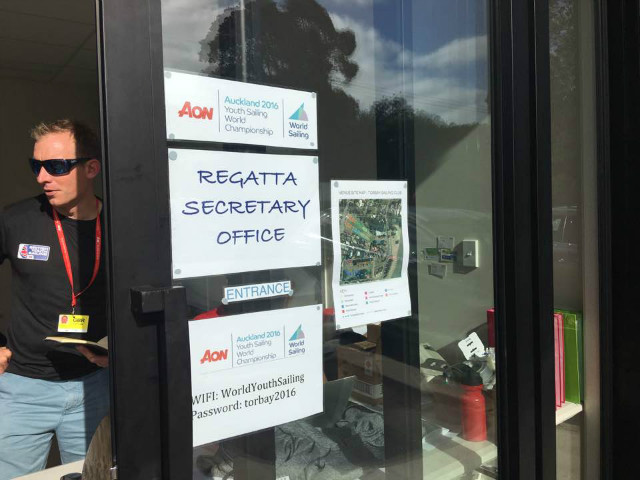 AON
Auckland 2016
Youth Sailing
World
Championship
World
Sailing
REGATTA
SECRETARY
OFFICE
ENTRANCE
AON
Auckland 2016
Youth Sailing
World
Championship
World
Sailing
WIFI: WorldYouthSailing
Password: torbay2016